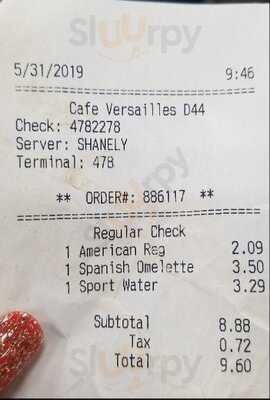 Sluurpy
5/31/2019 9:46
Cafe Versailles D44
Check: 4782278
Server: SHANELY
Terminal: 478
** ORDER#: 886117 **
Regular Check
1 American Reg 2.09
1 Spanish Omelette 3.50
1 Sport Water 3.29
Subtotal 8.88
Tax 0.72
Total 9.60